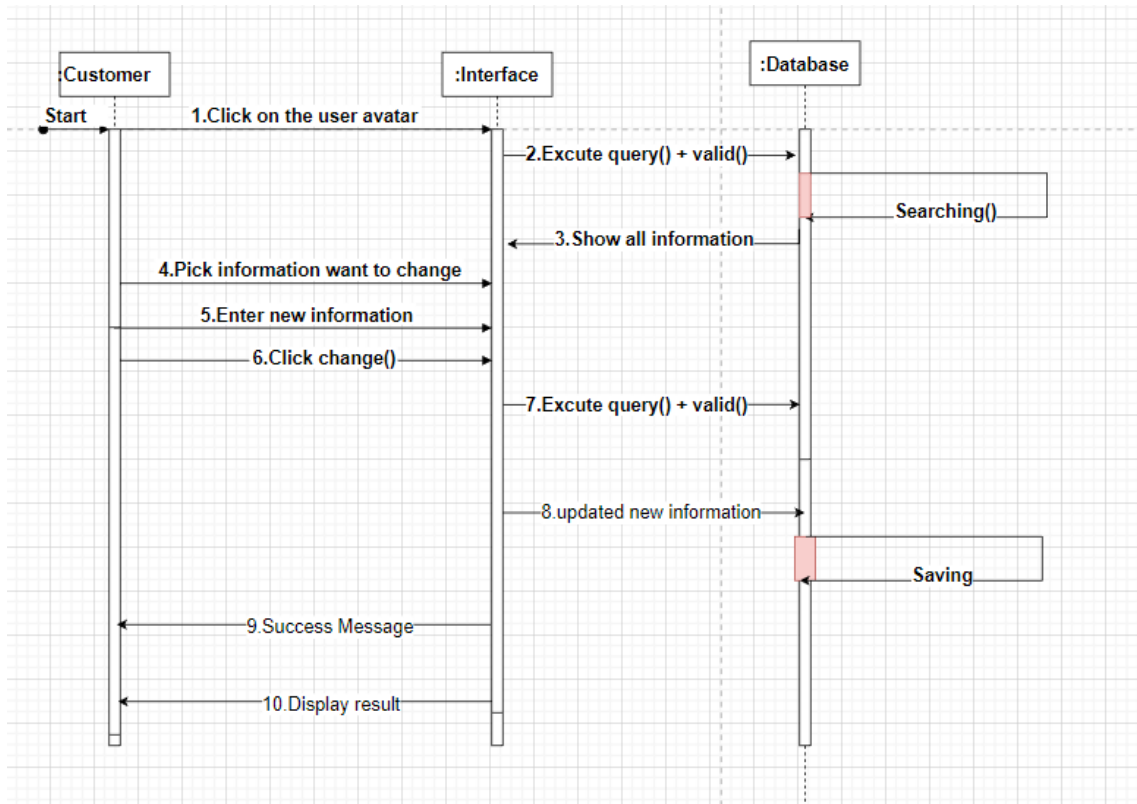 :Customer
:Interface
:Database
Start
1.Click on the user avatar
2.Excute query() + valid()
Searching()
3.Show all information
4.Pick information want to change
5.Enter new information
6.Click change()
7.Excute query() + valid()
8.updated new information
Saving
9.Success Message
10.Display result